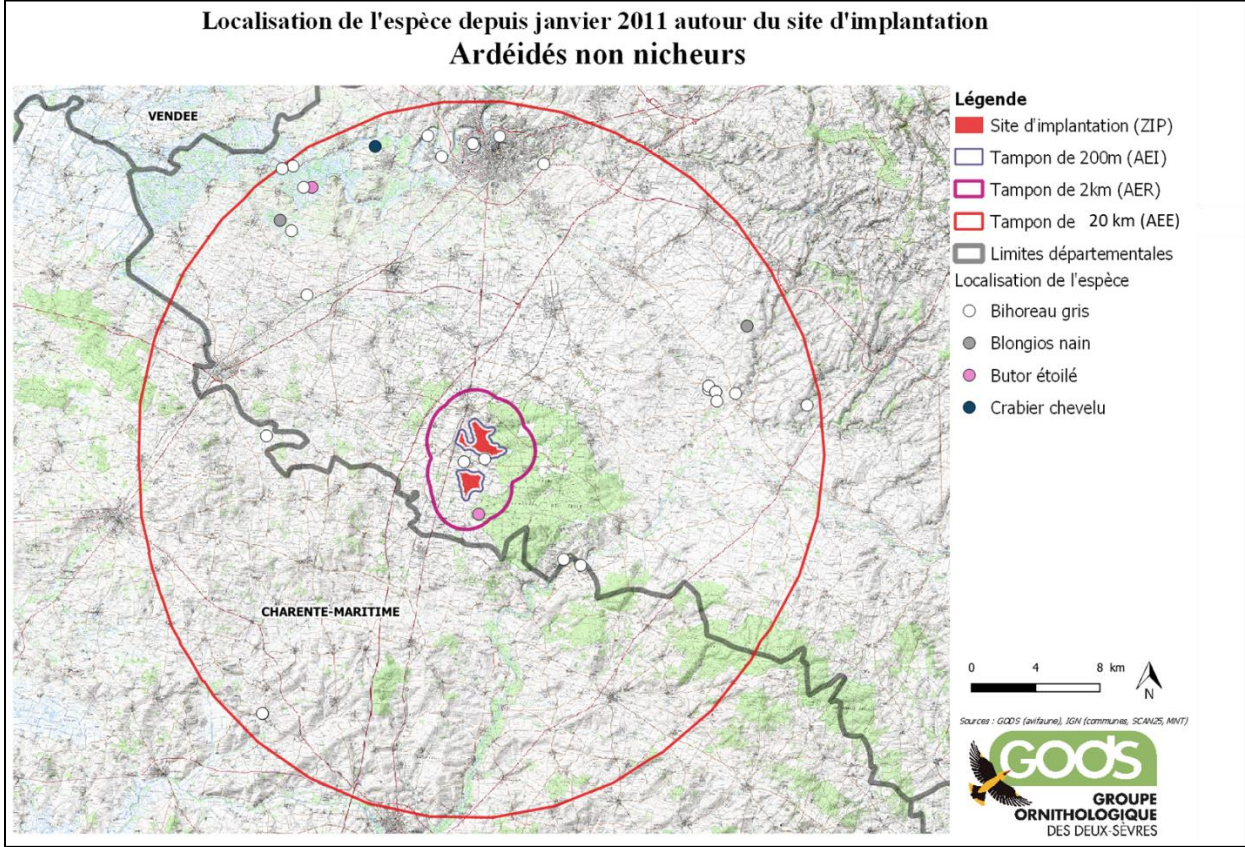 Localisation de l'espèce depuis janvier 2011 autour du site d'implantation
Ardéidés non nicheurs
VENDEE
CHARENTE-MARITIME
Légende
Site d'implantation (ZIP)
Tampon de 200m (AEI)
Tampon de 2km (AER)
Tampon de 20 km (AEE)
Limites départementales
Localisation de l'espèce
Bihoreau gris
Blongios nain
Butor étoilé
Crabier chevelu
0 4 8 km
N
Sources : GODS (avifaune), IGN (communes, SCAN25, MNT)
GODS
GROUPE
ORNITHOLOGIQUE
DES DEUX-SÈVRES